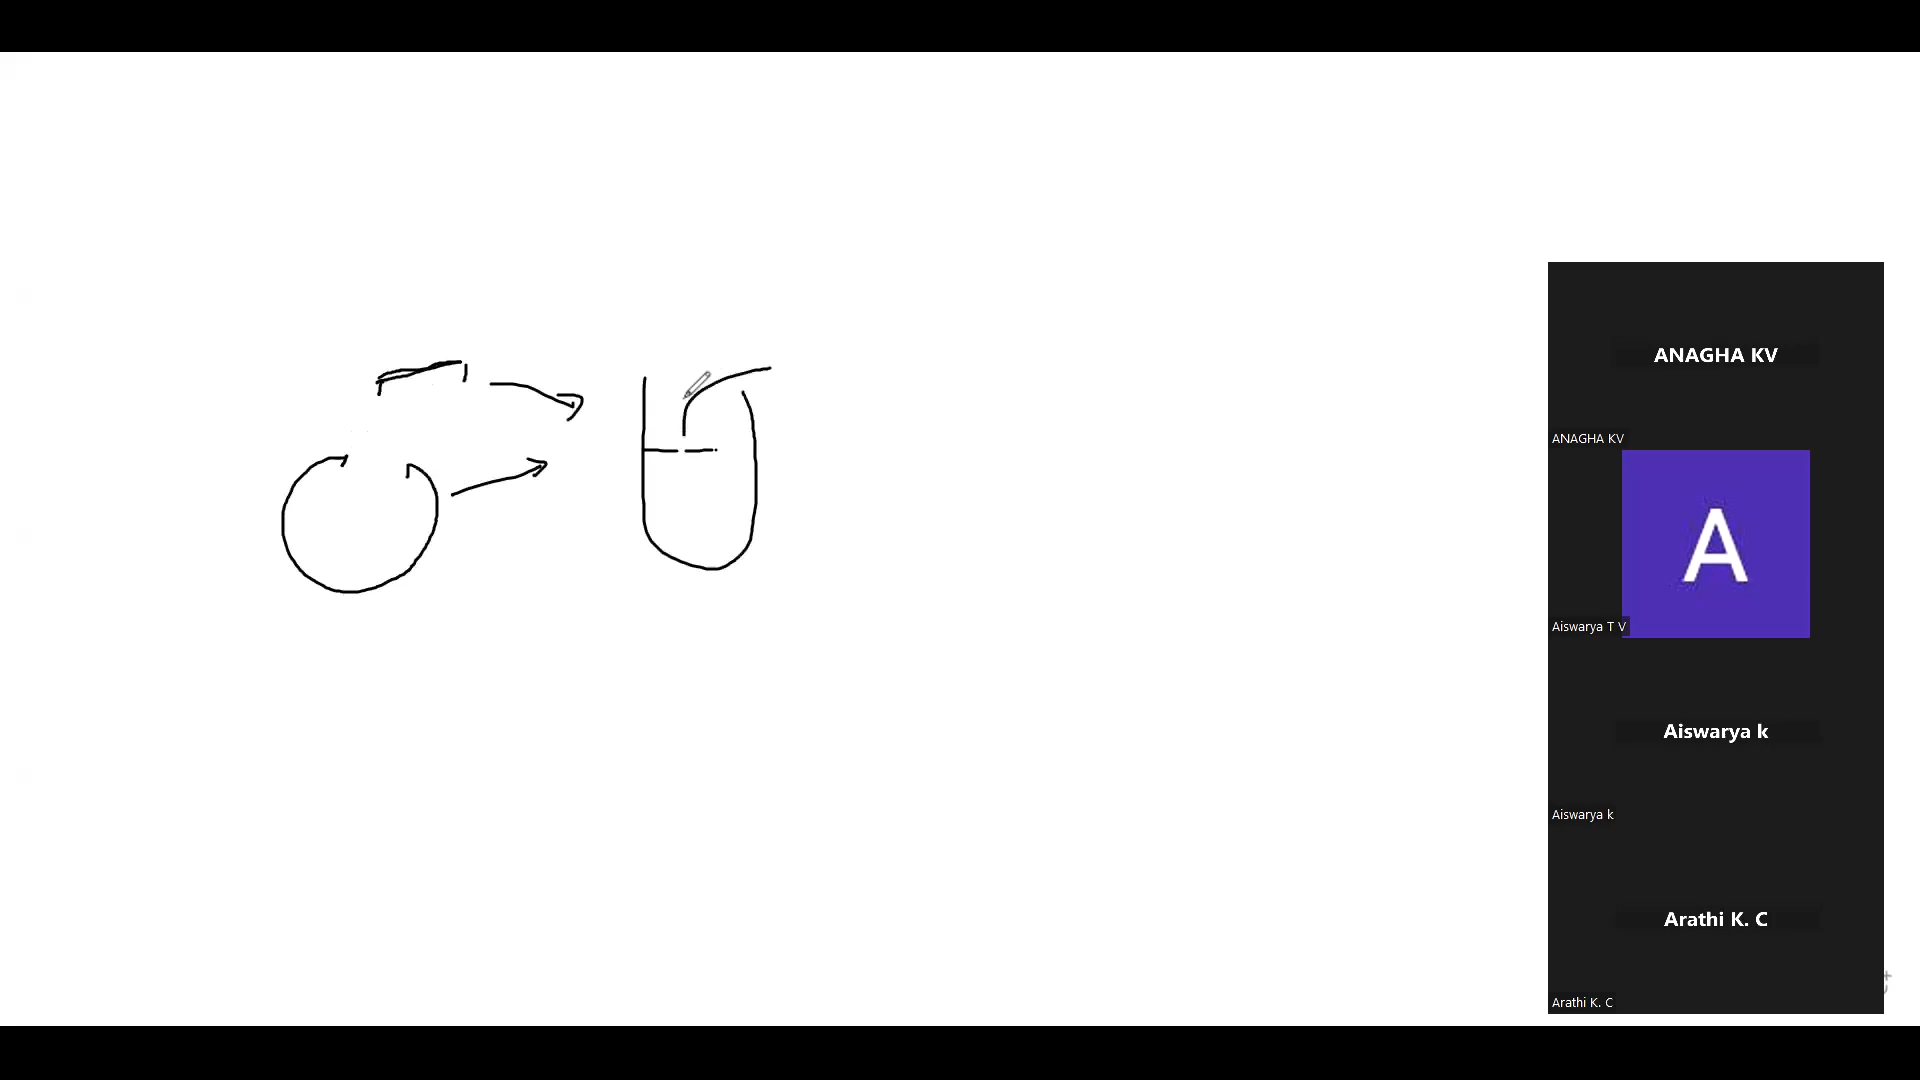 ANAGHA KV
ANAGHA KV
A
Aiswarya T V
Aiswarya k
Aiswarya k
Arathi K. C
Arathi K. C